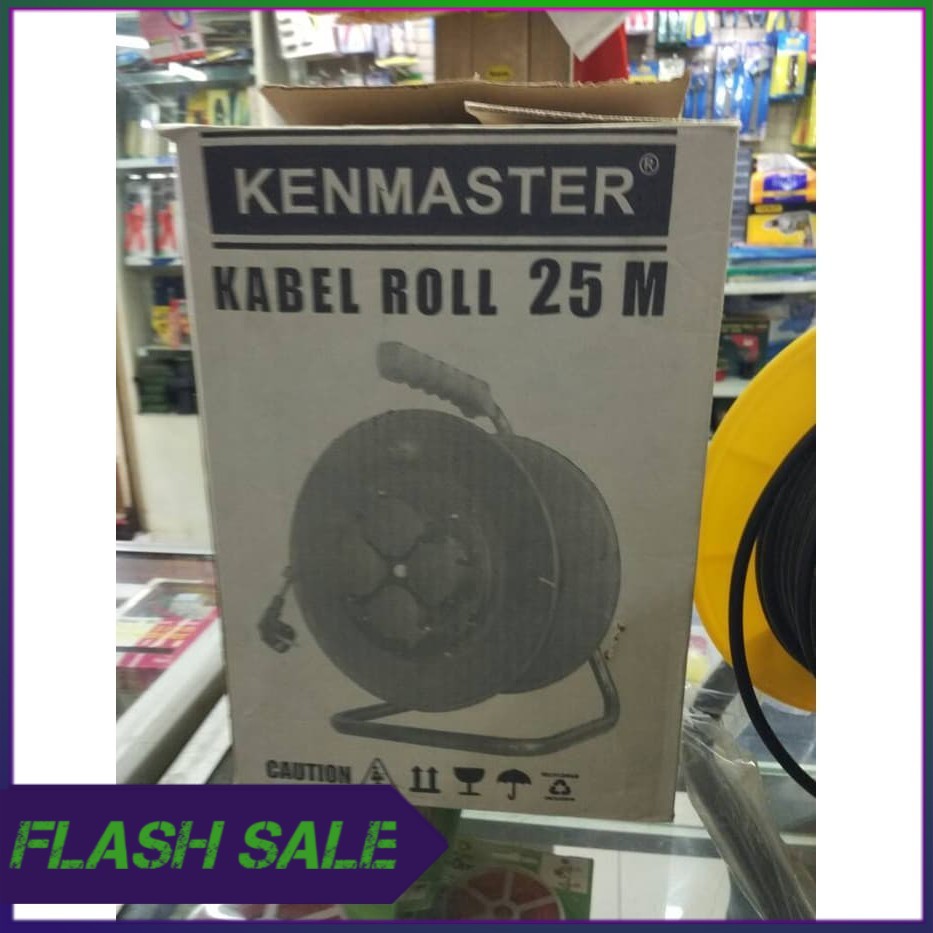 KENMASTER®
KABEL ROLL 25 M
CAUTION
FLASH SALE